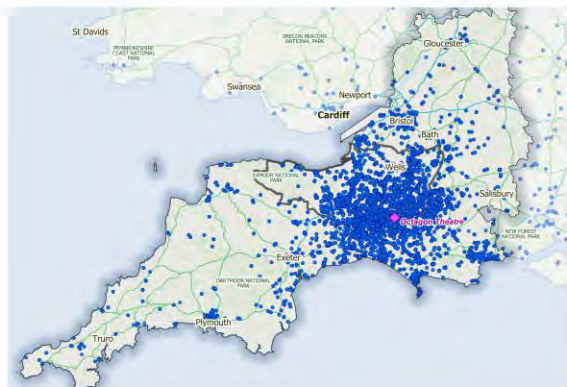 St Davids
PEMBROKESHIRE
COAST NATIONAL
PARK
BRECON BEACONS
NATIONAL PARK
Gloucester
Swansea
Newport
Cardiff
Bristol
Bath
EXMOOR NATIONAL
PARK
Wells
Salisbury
Octagon Theatre
NEW FOREST
NATIONAL PARK
Exeter
DARTMOOR NATIONAL
PARK
Plymouth
Truro